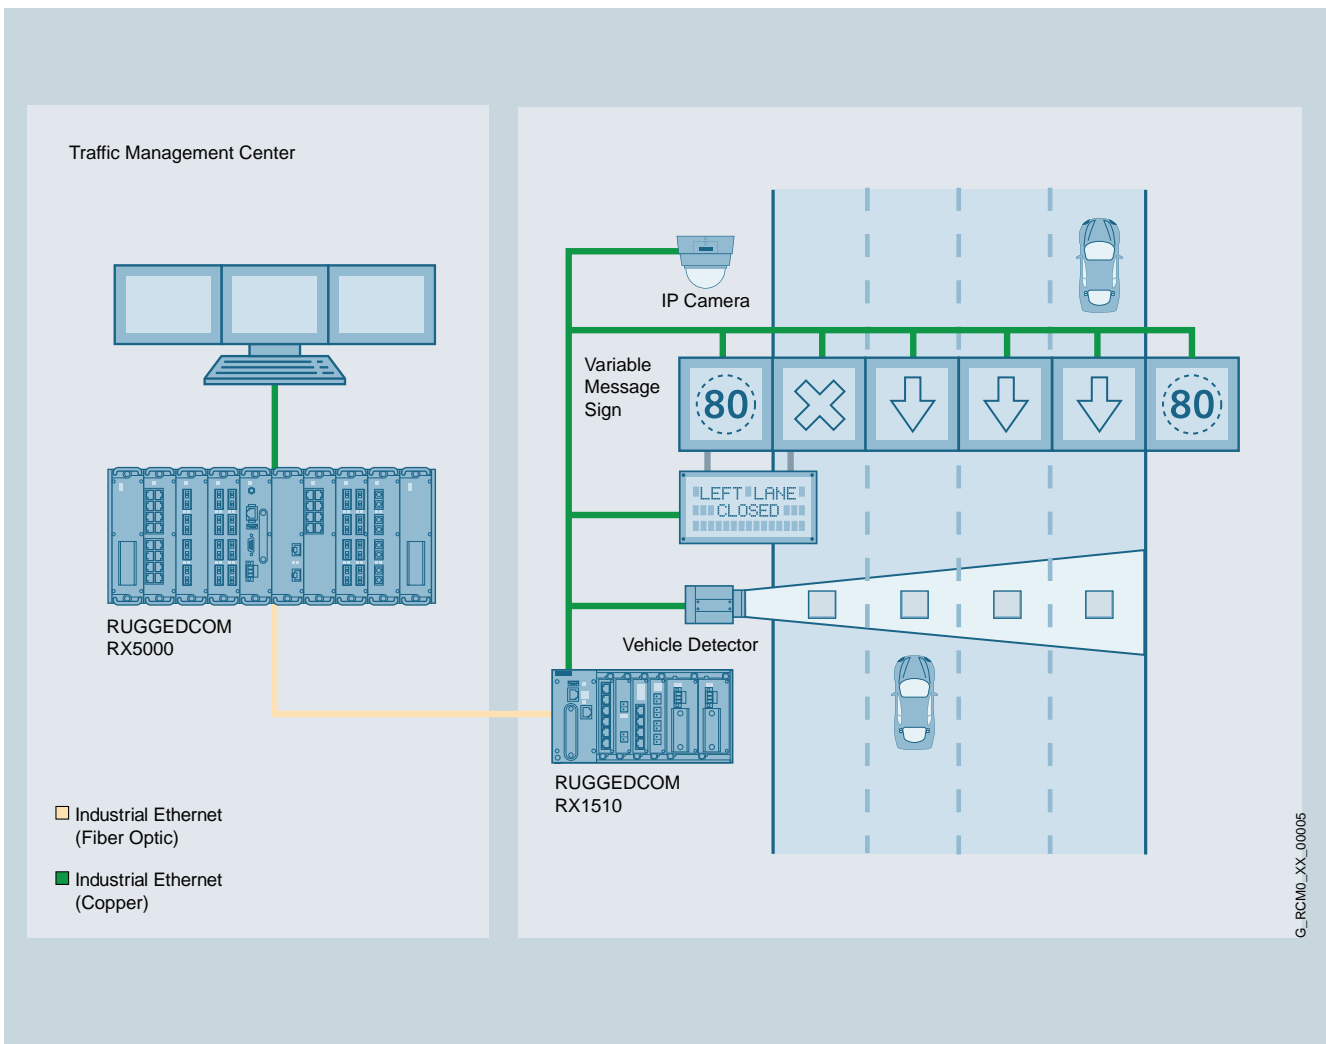 Traffic Management Center
IP Camera
Variable
Message
Sign
80
80
LEFT LANE
CLOSED
RUGGEDCOM
RX5000
Vehicle Detector
RUGGEDCOM
RX1510
Industrial Ethernet
(Fiber Optic)
Industrial Ethernet
(Copper)
G_RCM0_XX_00005